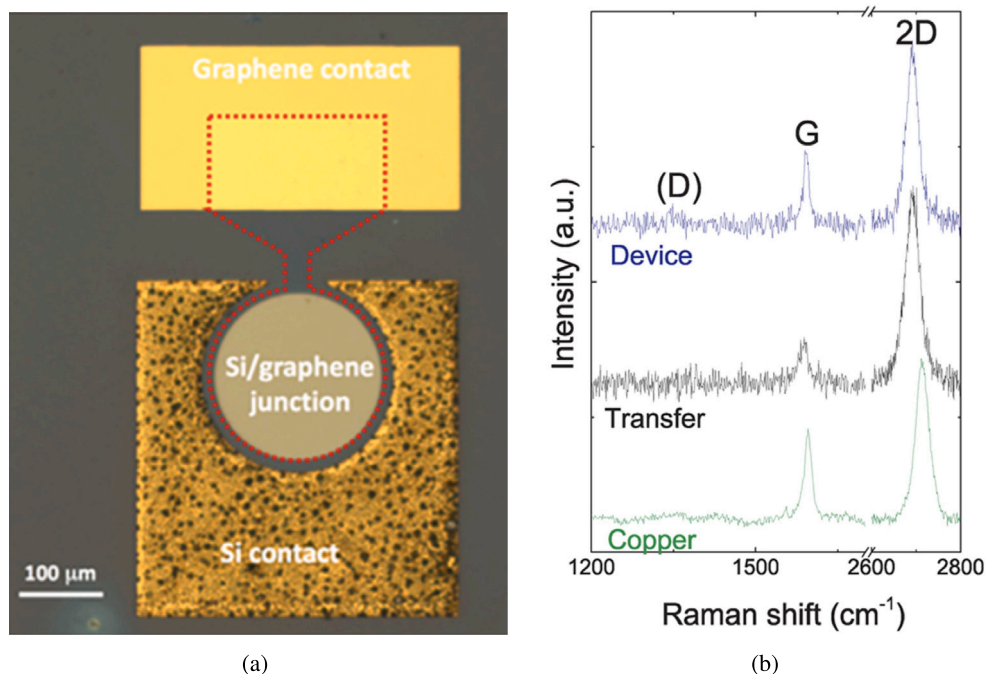 Graphene contact
Si/graphene
junction
Si contact
100 μm
(a)
2D
G
(D)
Device
Transfer
Copper
Intensity (a.u.)
1200
1500
2600
2800
Raman shift (cm⁻¹)
(b)